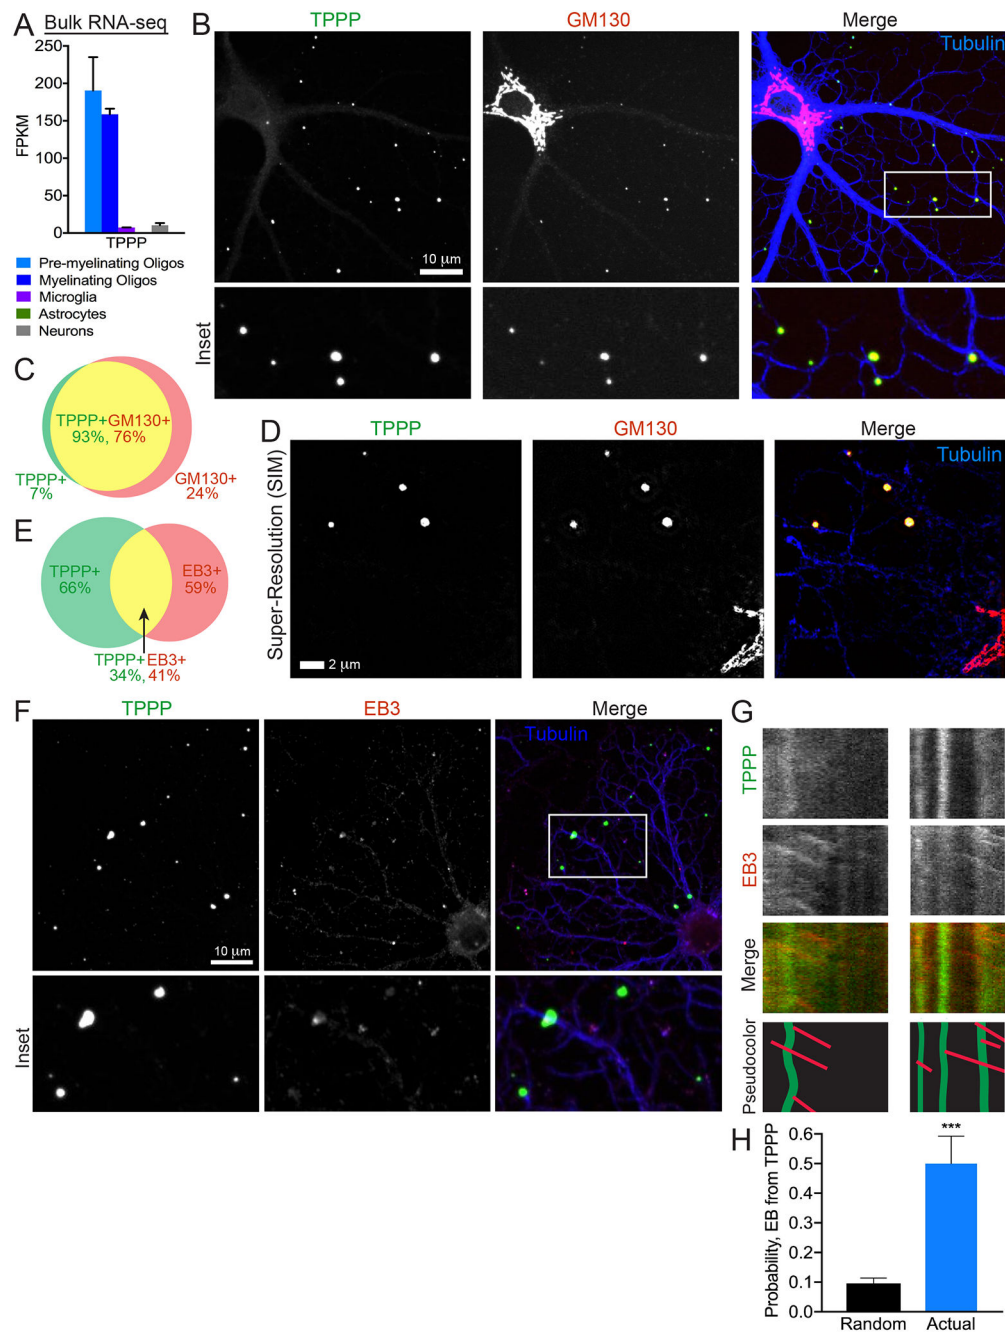 A
Bulk RNA-seq
250
200
150
100
50
0
FPKM
TPPP
Pre-myelinating Oligos
Myelinating Oligos
Microglia
Astrocytes
Neurons
B
TPPP
GM130
Merge
Tubulin
10 μm
Inset
C
TPPP+GM130+
93%, 76%
TPPP+
7%
GM130+
24%
D
TPPP
GM130
Merge
Tubulin
Super-Resolution (SIM)
2 μm
E
TPPP+
66%
EB3+
59%
TPPP+EB3+
34%, 41%
F
TPPP
EB3
Merge
Tubulin
10 μm
Inset
G
TPPP
EB3
Merge
Pseudocolor
H
Probability, EB from TPPP
0.6
0.5
0.4
0.3
0.2
0.1
0.0
***
Random
Actual